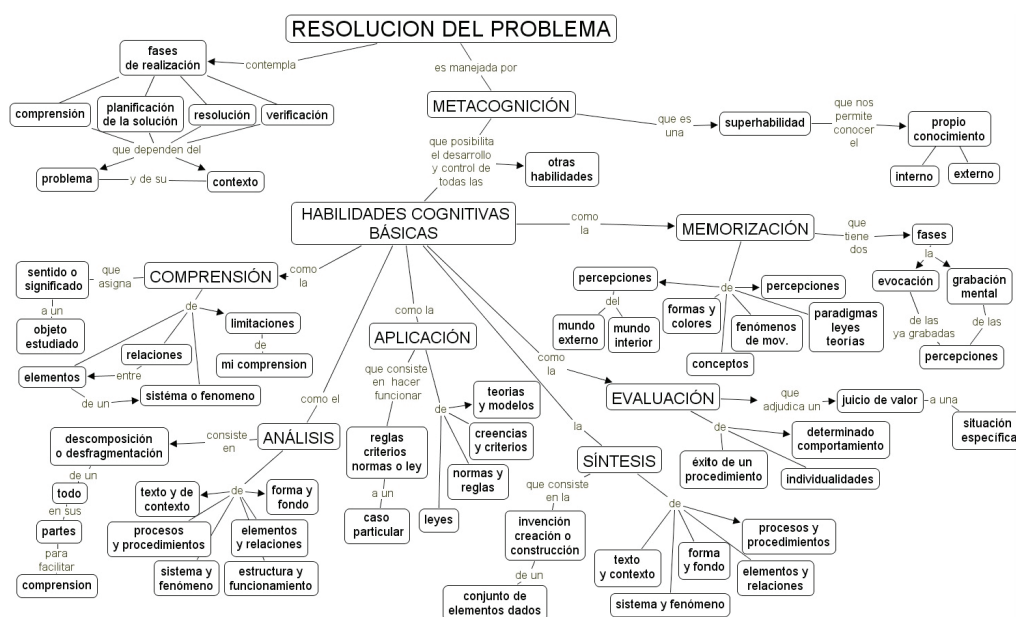 RESOLUCION DEL PROBLEMA
fases
de realización
contempla
es manejada por
comprensión
planificación
de la solución
resolución
verificación
que dependen del
problema
y de su
contexto
METACOGNICIÓN
que es
una
superhabilidad
que nos
permite
conocer
el
propio
conocimiento
interno
externo
que posibilita
el desarrollo
y control de
todas las
otras
habilidades
HABILIDADES COGNITIVAS
BÁSICAS
como
la
MEMORIZACIÓN
que
tiene
dos
fases
la
evocación
grabación
mental
de las
ya grabadas
de las
percepciones
de
percepciones
del
mundo
externo
mundo
interior
formas y
colores
conceptos
fenómenos
de mov.
paradigmas
leyes
teorías
percepciones
como
la
COMPRENSIÓN
que
asigna
sentido o
significado
a un
objeto
estudiado
de
limitaciones
de
mi comprension
relaciones
entre
elementos
de un
sistéma o fenomeno
como la
APLICACIÓN
que consiste
en hacer
funcionar
reglas
criterios
normas o ley
a un
caso
particular
de
teorias
y modelos
creencias
y criterios
normas y
reglas
leyes
como el
ANÁLISIS
consiste
en
descomposición
o desfragmentación
de un
todo
en sus
partes
para
facilitar
comprension
de
texto y de
contexto
forma y
fondo
procesos
y procedimientos
elementos
y relaciones
sistema y
fenómeno
estructura y
funcionamiento
como
la
EVALUACIÓN
que
adjudica un
juicio de valor
a una
situación
específica
de
determinado
comportamiento
éxito de un
procedimiento
individualidades
la
SÍNTESIS
que consiste
en la
invención
creación o
construcción
de un
conjunto de
elementos dados
de
procesos y
procedimientos
texto
y contexto
forma
y fondo
elementos y
relaciones
sistema y fenómeno